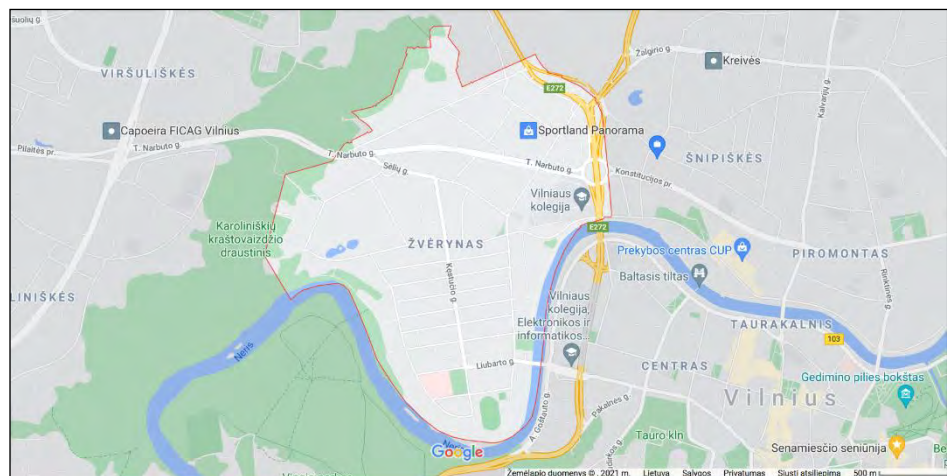 Žalgirio g.
Kreivės
Kalvarijų g.
VIRŠULIŠKĖS
E272
Capoeira FICAG Vilnius
Sportland Panorama
Pilaitės pr.
T. Narbuto g.
T. Narbuto g.
T. Narbuto g.
ŠNIPIŠKĖS
Sėlių g.
Konstitucijos pr.
Vilniaus
kolegija
Karoliniškių
kraštovaizdžio
draustinis
E272
ŽVĖRYNAS
Prekybos centras CUP
PIROMONTAS
Kęstučio g.
Baltasis tiltas
Rinktinės g.
LINIŠKĖS
Vilniaus
kolegija,
Elektronikos ir
informatikos...
TAURAKALNIS
103
Neris
Liubarto g.
CENTRAS
Gedimino pilies bokštas
Vilnius
Pakalnės g.
A. Goštauto g.
Tauro kln
Neris
Google
Senamiesčio seniūnija
Žemėlapio duomenys © , 2021 m. Lietuva Sąlygos Privatumas Siųsti atsiliepimą 500 m